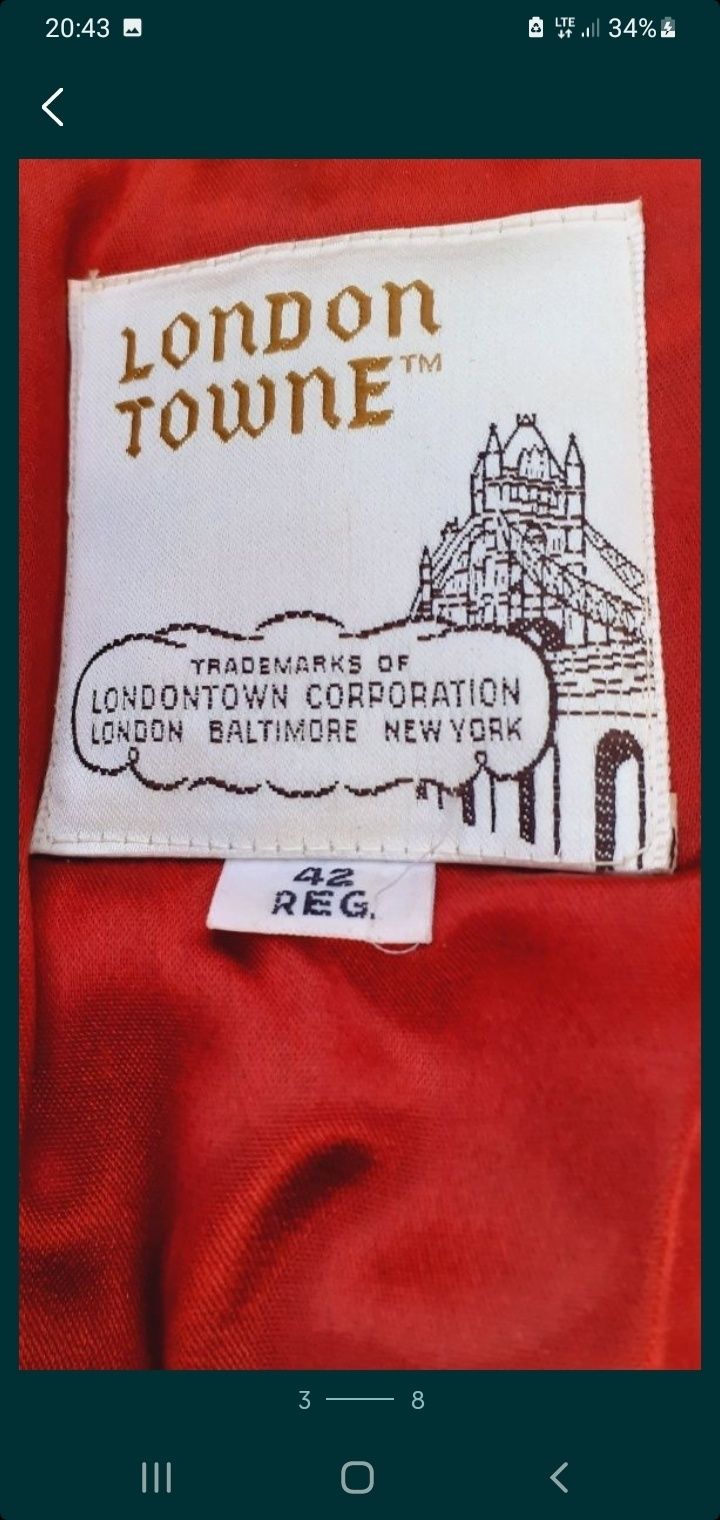 20:43
LTE
34%
LONDON
TOWNE™
TRADEMARKS OF
LONDONTOWN CORPORATION
LONDON BALTIMORE NEW YORK
42
REG.
3
8